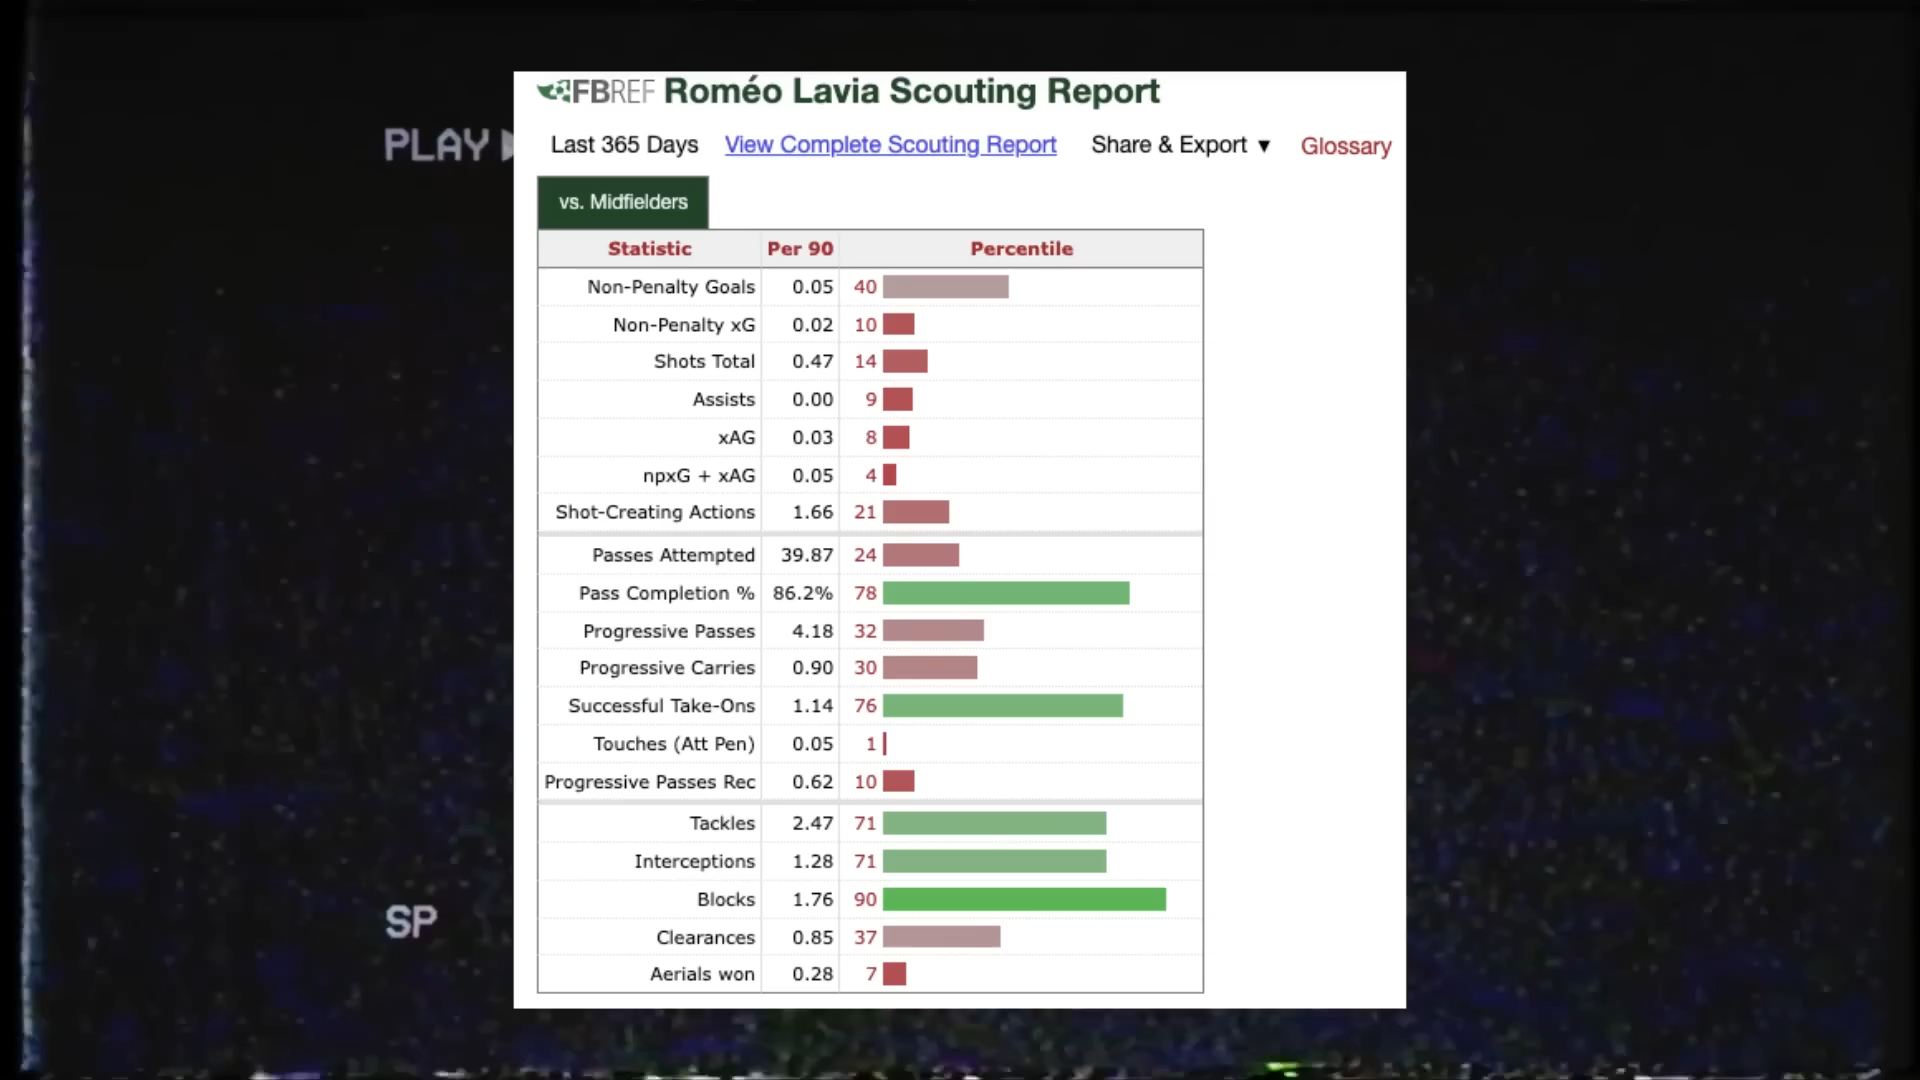 PLAY
FBREF Roméo Lavia Scouting Report
Last 365 Days View Complete Scouting Report Share & Export ▼ Glossary
vs. Midfielders
Statistic Per 90 Percentile
Non-Penalty Goals 0.05 40
Non-Penalty xG 0.02 10
Shots Total 0.47 14
Assists 0.00 9
xAG 0.03 8
npxG + xAG 0.05 4
Shot-Creating Actions 1.66 21
Passes Attempted 39.87 24
Pass Completion % 86.2% 78
Progressive Passes 4.18 32
Progressive Carries 0.90 30
Successful Take-Ons 1.14 76
Touches (Att Pen) 0.05 1
Progressive Passes Rec 0.62 10
Tackles 2.47 71
Interceptions 1.28 71
Blocks 1.76 90
Clearances 0.85 37
Aerials won 0.28 7
SP